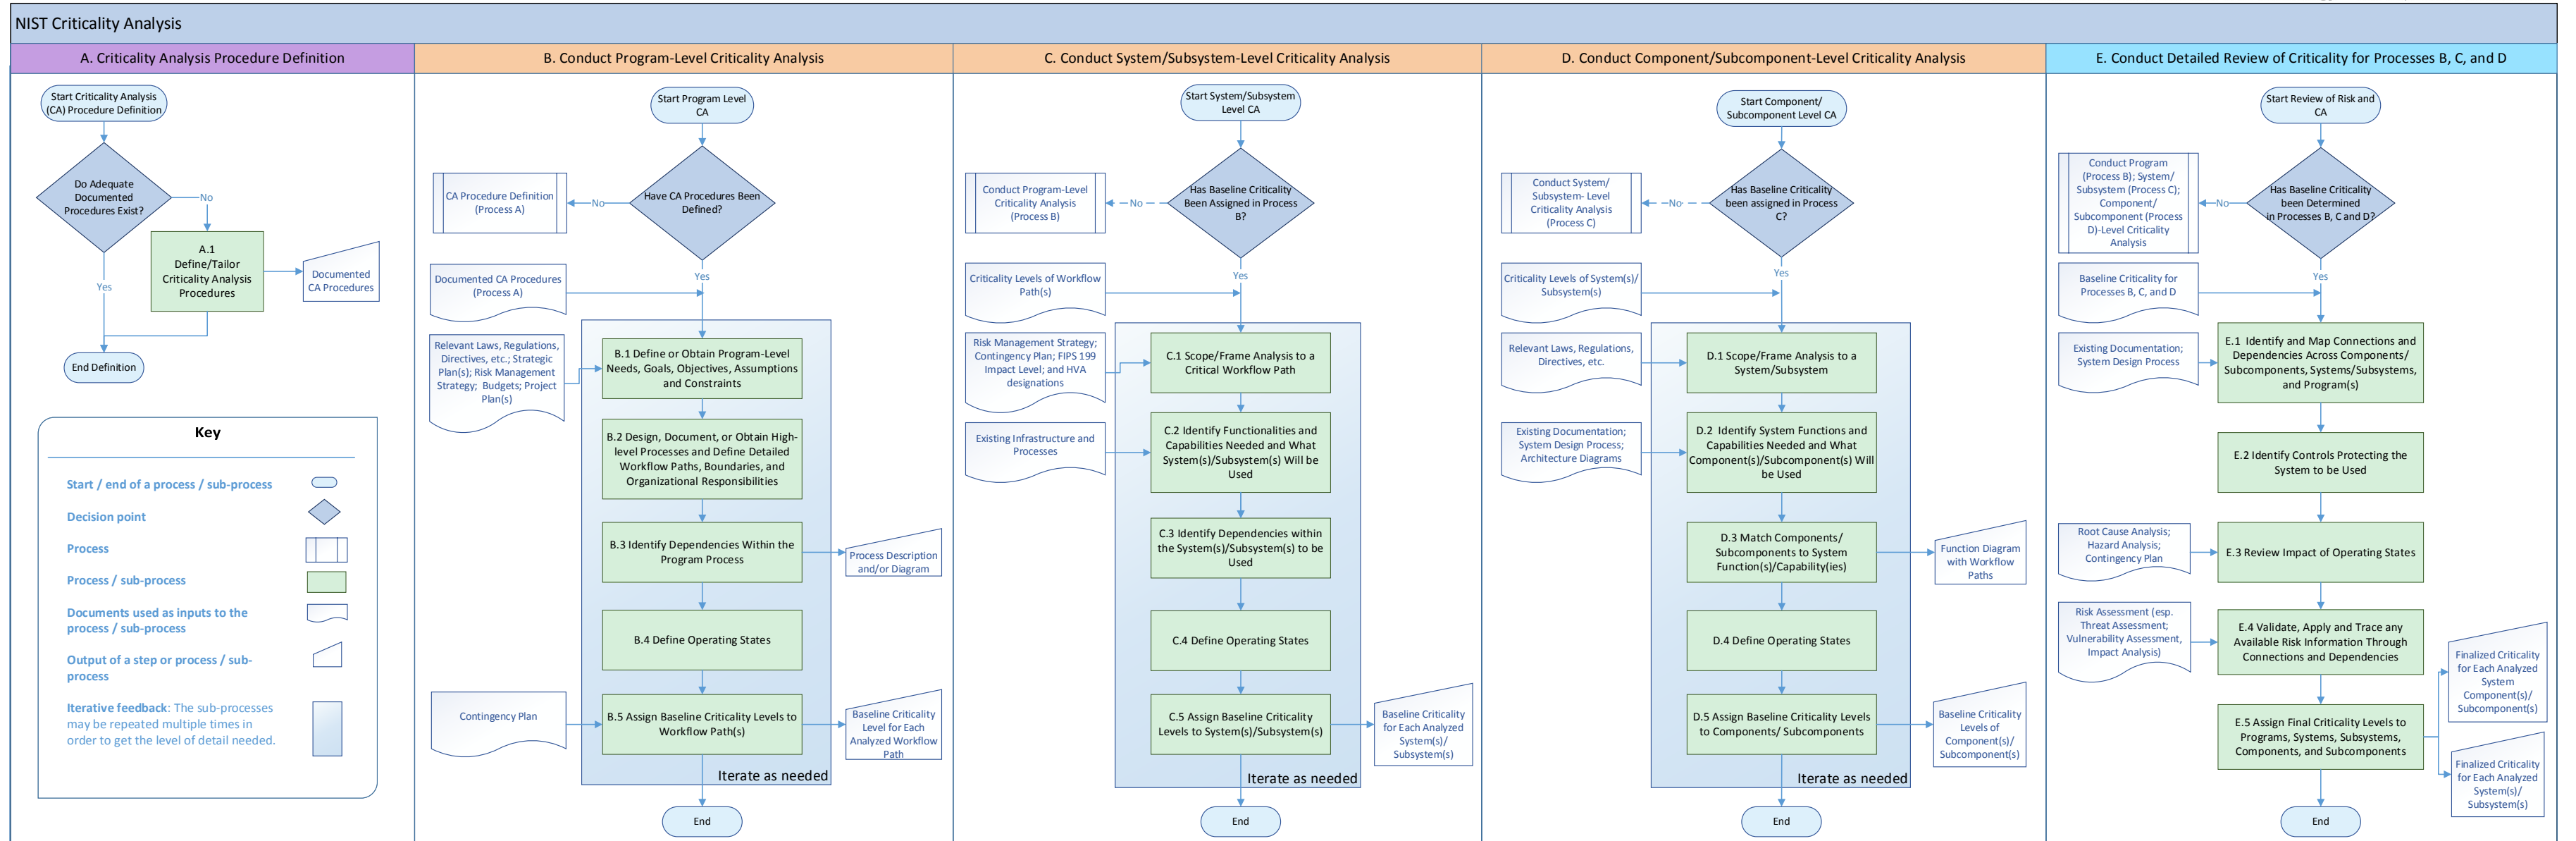 NIST Criticality Analysis
A. Criticality Analysis Procedure Definition
Start Criticality Analysis
(CA) Procedure Definition
Do Adequate
Documented
Procedures Exist?
No
A.1
Define/Tailor
Criticality Analysis
Procedures
Documented
CA Procedures
Yes
End Definition
Key
Start / end of a process / sub-process
Decision point
Process
Process / sub-process
Documents used as inputs to the
process / sub-process
Output of a step or process / sub-
process
Iterative feedback: The sub-processes
may be repeated multiple times in
order to get the level of detail needed.
B. Conduct Program-Level Criticality Analysis
Start Program Level
CA
Have CA Procedures Been
Defined?
No
CA Procedure Definition
(Process A)
Yes
Documented CA Procedures
(Process A)
Relevant Laws, Regulations,
Directives, etc.; Strategic
Plan(s); Risk Management
Strategy; Budgets; Project
Plan(s)
B.1 Define or Obtain Program-Level
Needs, Goals, Objectives, Assumptions
and Constraints
B.2 Design, Document, or Obtain High-
level Processes and Define Detailed
Workflow Paths, Boundaries, and
Organizational Responsibilities
B.3 Identify Dependencies Within the
Program Process
Process Description
and/or Diagram
B.4 Define Operating States
Contingency Plan
B.5 Assign Baseline Criticality Levels to
Workflow Path(s)
Baseline Criticality
Level for Each
Analyzed Workflow
Path
Iterate as needed
End
C. Conduct System/Subsystem-Level Criticality Analysis
Start System/Subsystem
Level CA
Has Baseline Criticality
Been Assigned in Process
B?
No
Conduct Program-Level
Criticality Analysis
(Process B)
Yes
Criticality Levels of Workflow
Path(s)
Risk Management Strategy;
Contingency Plan; FIPS 199
Impact Level; and HVA
designations
C.1 Scope/Frame Analysis to a
Critical Workflow Path
Existing Infrastructure and
Processes
C.2 Identify Functionalities and
Capabilities Needed and What
System(s)/Subsystem(s) Will be
Used
C.3 Identify Dependencies within
the System(s)/Subsystem(s) to be
Used
C.4 Define Operating States
C.5 Assign Baseline Criticality
Levels to System(s)/Subsystem(s)
Baseline Criticality
for Each Analyzed
System(s)/
Subsystem(s)
Iterate as needed
End
D. Conduct Component/Subcomponent-Level Criticality Analysis
Start Component/
Subcomponent Level CA
Has Baseline Criticality
been assigned in Process
C?
No
Conduct System/
Subsystem- Level
Criticality Analysis
(Process C)
Yes
Criticality Levels of System(s)/
Subsystem(s)
Relevant Laws, Regulations,
Directives, etc.
D.1 Scope/Frame Analysis to a
System/Subsystem
Existing Documentation;
System Design Process;
Architecture Diagrams
D.2 Identify System Functions and
Capabilities Needed and What
Component(s)/Subcomponent(s) Will
be Used
D.3 Match Components/
Subcomponents to System
Function(s)/Capability(ies)
Function Diagram
with Workflow
Paths
D.4 Define Operating States
D.5 Assign Baseline Criticality Levels
to Components/ Subcomponents
Baseline Criticality
Levels of
Component(s)/
Subcomponent(s)
Iterate as needed
End
E. Conduct Detailed Review of Criticality for Processes B, C, and D
Start Review of Risk and
CA
Has Baseline Criticality
been Determined
in Processes B, C and D?
No
Conduct Program
(Process B); System/
Subsystem (Process C);
Component/
Subcomponent (Process
D)-Level Criticality
Analysis
Yes
Baseline Criticality for
Processes B, C, and D
Existing Documentation;
System Design Process
E.1 Identify and Map Connections and
Dependencies Across Components/
Subcomponents, Systems/Subsystems,
and Program(s)
E.2 Identify Controls Protecting the
System to be Used
Root Cause Analysis;
Hazard Analysis;
Contingency Plan
E.3 Review Impact of Operating States
Risk Assessment (esp.
Threat Assessment;
Vulnerability Assessment,
Impact Analysis)
E.4 Validate, Apply and Trace any
Available Risk Information Through
Connections and Dependencies
Finalized Criticality
for Each Analyzed
System
Component(s)/
Subcomponent(s)
E.5 Assign Final Criticality Levels to
Programs, Systems, Subsystems,
Components, and Subcomponents
Finalized Criticality
for Each Analyzed
System(s)/
Subsystem(s)
End